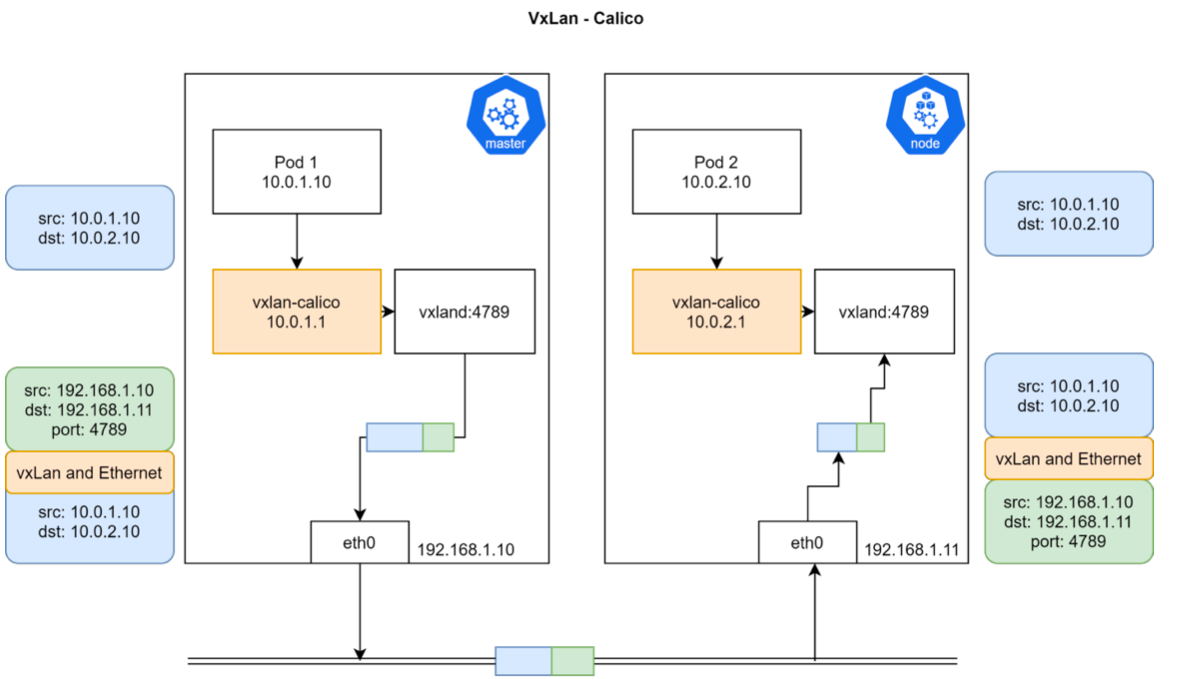 VxLan - Calico
master
Pod 1
10.0.1.10
src: 10.0.1.10
dst: 10.0.2.10
vxlan-calico
10.0.1.1
vxland:4789
src: 192.168.1.10
dst: 192.168.1.11
port: 4789
vxLan and Ethernet
src: 10.0.1.10
dst: 10.0.2.10
eth0
192.168.1.10
node
Pod 2
10.0.2.10
src: 10.0.1.10
dst: 10.0.2.10
vxlan-calico
10.0.2.1
vxland:4789
src: 10.0.1.10
dst: 10.0.2.10
vxLan and Ethernet
src: 192.168.1.10
dst: 192.168.1.11
port: 4789
eth0
192.168.1.11